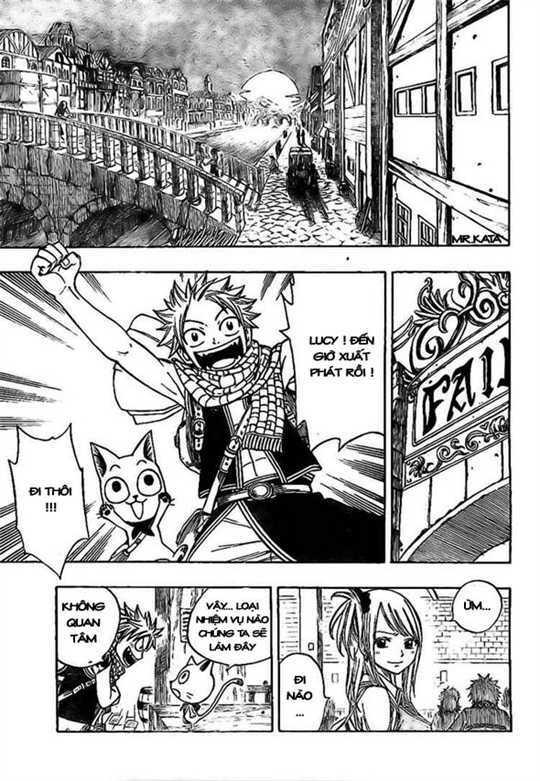 MR.KATA
FAI
LUCY ! ĐẾN
GIỜ XUẤT
PHÁT RỒI !
ĐI THÔI
!!!
ỪM...
ĐI
NÀO
...
VẬY... LOẠI
NHIỆM VỤ NÀO
CHÚNG TA SẼ
LÀM ĐÂY
KHÔNG
QUAN
TÂM